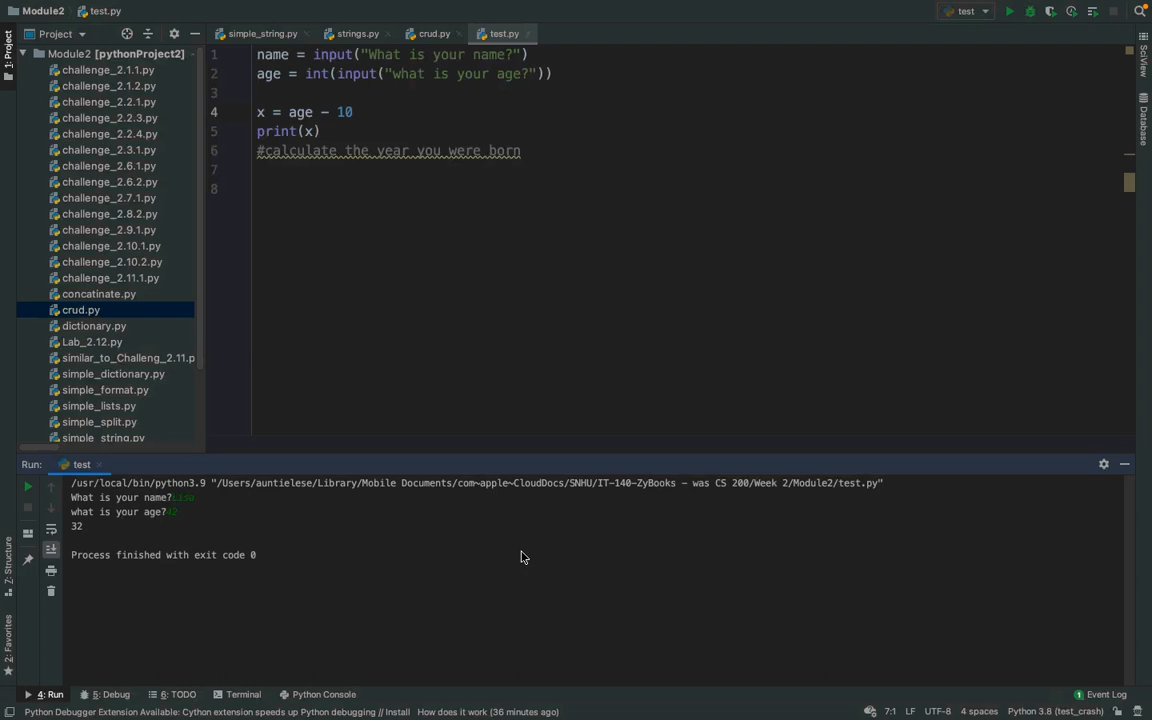 Module2 test.py test
1: Project
Project
simple_string.py strings.py crud.py test.py
Module2 [pythonProject2]
challenge_2.1.1.py
challenge_2.1.2.py
challenge_2.2.1.py
challenge_2.2.3.py
challenge_2.2.4.py
challenge_2.3.1.py
challenge_2.6.1.py
challenge_2.6.2.py
challenge_2.7.1.py
challenge_2.8.2.py
challenge_2.9.1.py
challenge_2.10.1.py
challenge_2.10.2.py
challenge_2.11.1.py
concatinate.py
crud.py
dictionary.py
Lab_2.12.py
similar_to_Challeng_2.11.p
simple_dictionary.py
simple_format.py
simple_lists.py
simple_split.py
simple_string.py
1 name = input("What is your name?")
2 age = int(input("what is your age?"))
3
4 x = age - 10
5 print(x)
6 #calculate the year you were born
7
8
SciView
Database
Run: test
/usr/local/bin/python3.9 "/Users/auntielese/Library/Mobile Documents/com~apple~CloudDocs/SNHU/IT-140-ZyBooks - was CS 200/Week 2/Module2/test.py"
What is your name?Lise
what is your age?42
32
Process finished with exit code 0
Z: Structure
2: Favorites
4: Run 5: Debug 6: TODO Terminal Python Console 1 Event Log
Python Debugger Extension Available: Cython extension speeds up Python debugging // Install How does it work (36 minutes ago) 7:1 LF UTF-8 4 spaces Python 3.8 (test_crash)